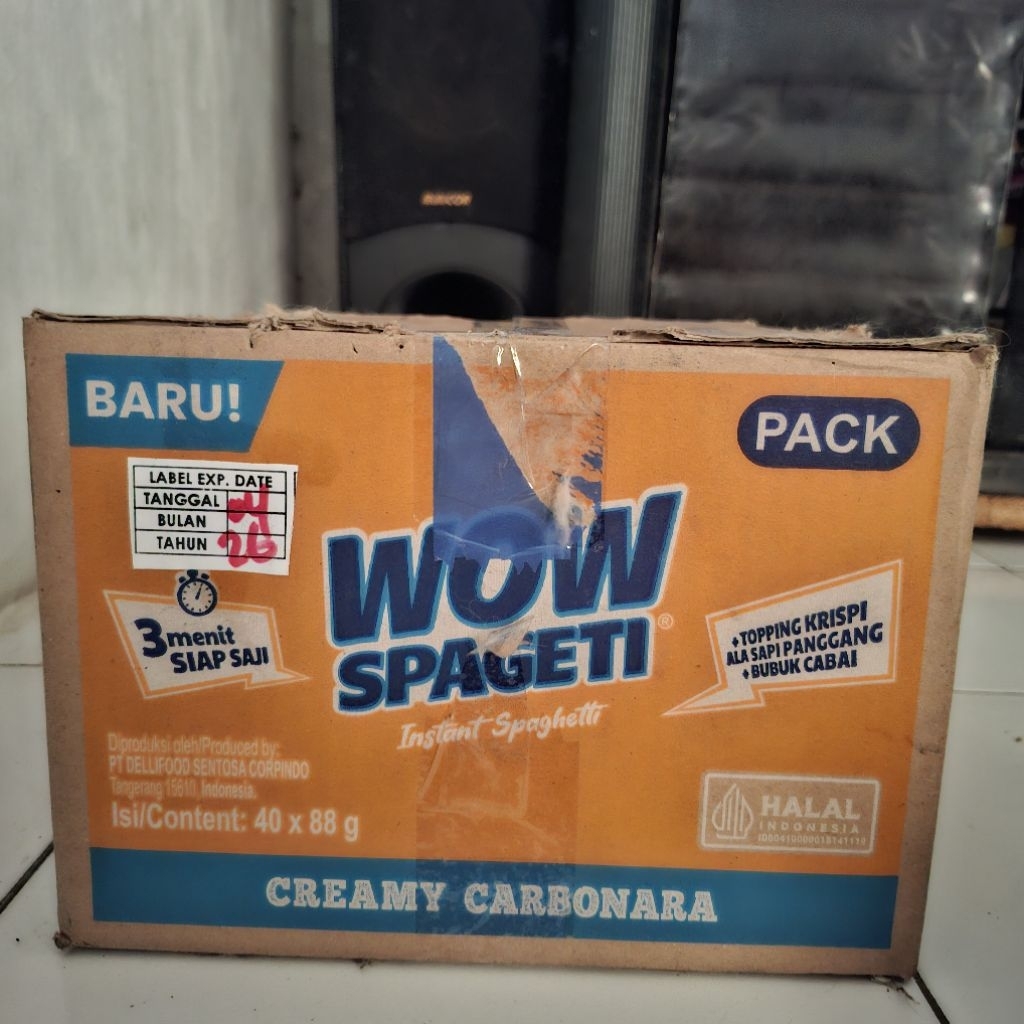 BARU!
PACK
LABEL EXP. DATE
TANGGAL
BULAN
TAHUN 26
3 menit
SIAP SAJI
WOW
SPAGETI®
Instant Spaghetti
+TOPPING KRISPI
ALA SAPI PANGGANG
+BUBUK CABAI
Diproduksi oleh/Produced by:
PT DELLIFOOD SENTOSA CORPINDO
Tangerang 15610, Indonesia.
Isi/Content: 40 x 88 g
HALAL
INDONESIA
CREAMY CARBONARA